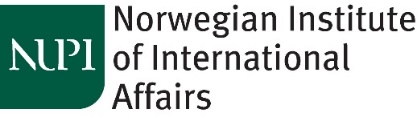 NUPI
Norwegian Institute
of International
Affairs